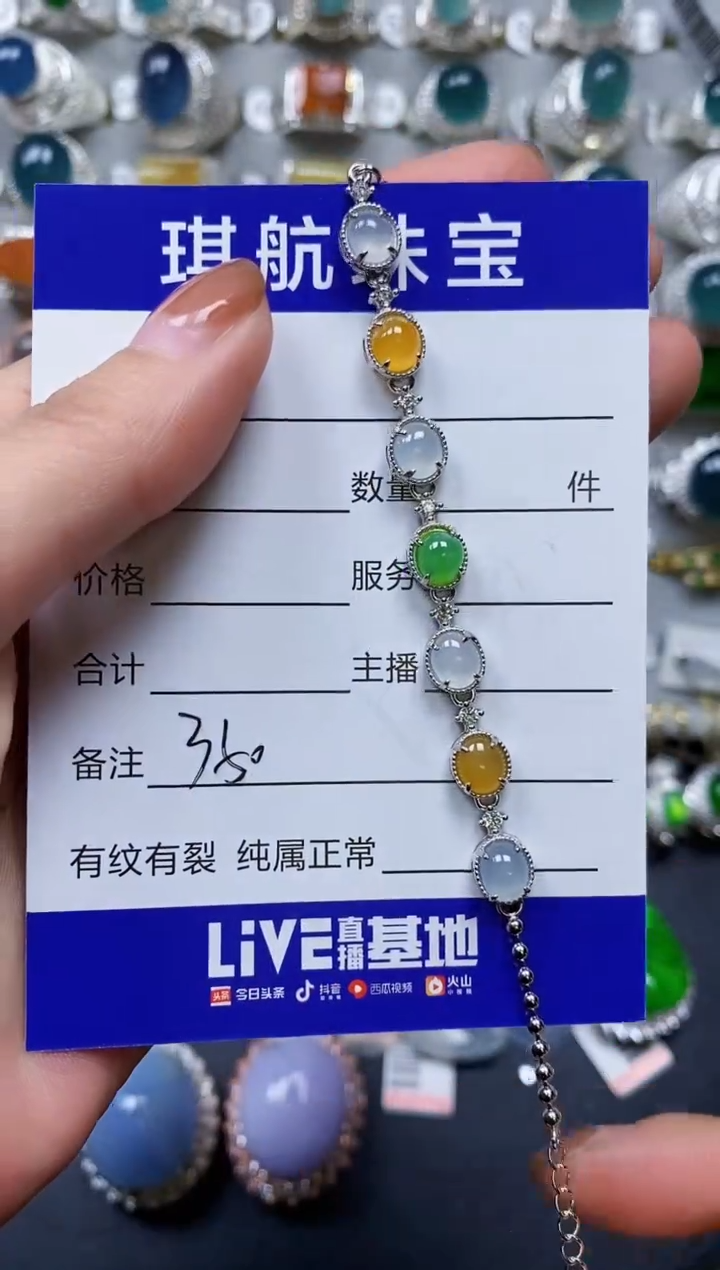 琪航珠宝
数量 件
价格 服务
合计 主播
备注 350
有纹有裂 纯属正常
LiVE直播基地
头条 今日头条 抖音 西瓜视频 火山